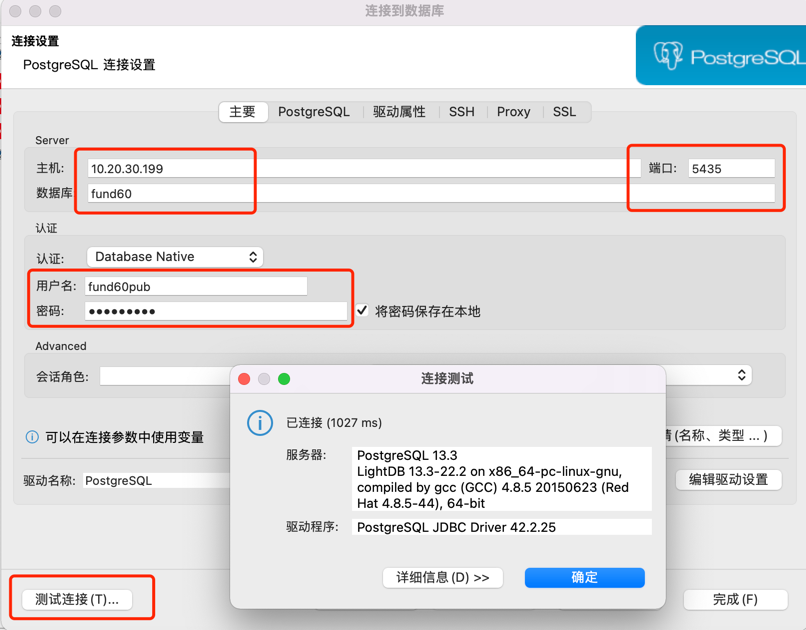 连接到数据库
连接设置
PostgreSQL 连接设置
PostgreSQL
主要 PostgreSQL 驱动属性 SSH Proxy SSL
Server
主机: 10.20.30.199 端口: 5435
数据库 fund60
认证
认证: Database Native
用户名: fund60pub
密码: •••••••••
将密码保存在本地
Advanced
会话角色:
可以在连接参数中使用变量
(名称、类型 ... )
驱动名称: PostgreSQL
编辑驱动设置
连接测试
已连接 (1027 ms)
服务器: PostgreSQL 13.3
LightDB 13.3-22.2 on x86_64-pc-linux-gnu,
compiled by gcc (GCC) 4.8.5 20150623 (Red
Hat 4.8.5-44), 64-bit
驱动程序: PostgreSQL JDBC Driver 42.2.25
详细信息(D) >> 确定
测试连接(T)... 完成(F)